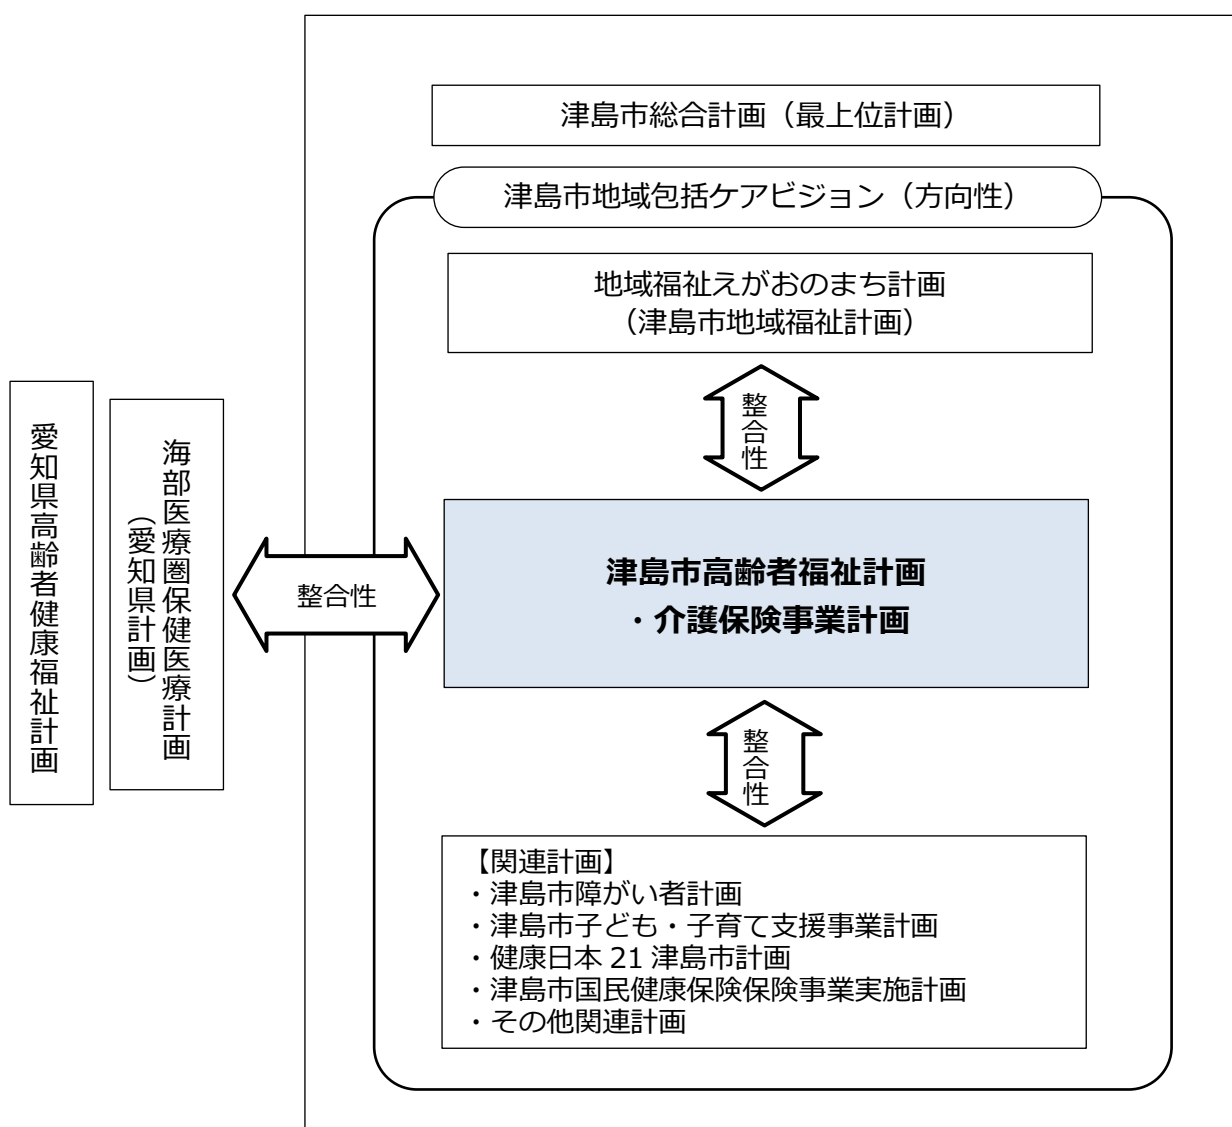 津島市総合計画（最上位計画）
津島市地域包括ケアビジョン（方向性）
地域福祉えがおのまち計画
（津島市地域福祉計画）
整合性
愛知県高齢者健康福祉計画
海部医療圏保健医療計画
（愛知県計画）
整合性
津島市高齢者福祉計画
・介護保険事業計画
整合性
【関連計画】
・津島市障がい者計画
・津島市子ども・子育て支援事業計画
・健康日本 21 津島市計画
・津島市国民健康保険保険事業実施計画
・その他関連計画